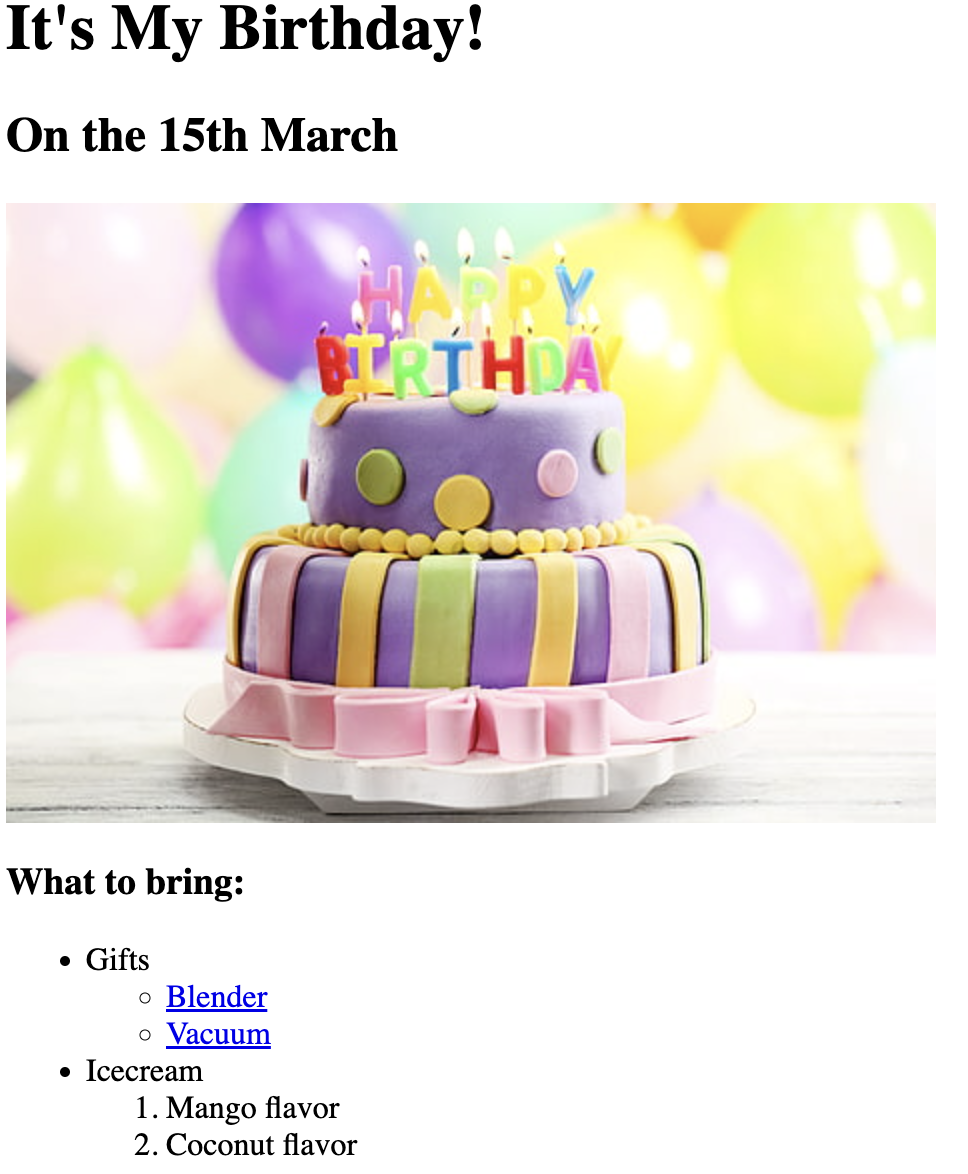 It's My Birthday!
On the 15th March
HAPPY
BIRTHDAY
What to bring:
Gifts
Blender
Vacuum
Icecream
1. Mango flavor
2. Coconut flavor